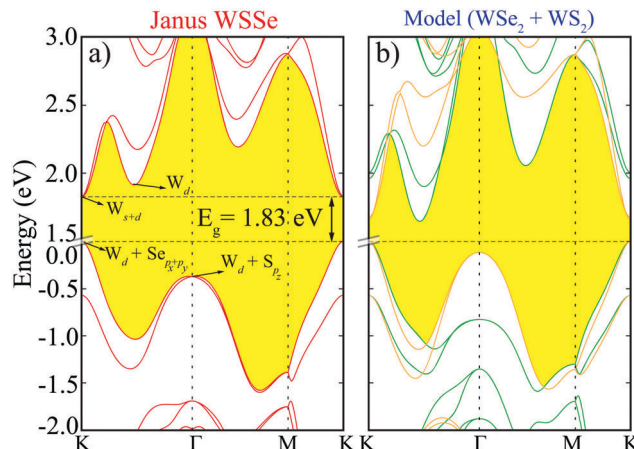 Janus WSSe
Model (WSe2 + WS2)
Energy (eV)
3.0
2.5
2.0
1.5
0.0
-0.5
-1.0
-1.5
-2.0
a)
b)
Wd
Ws+d
Eg = 1.83 eV
Wd + Sepx+py
Wd + Spz
K Γ M K
K Γ M K